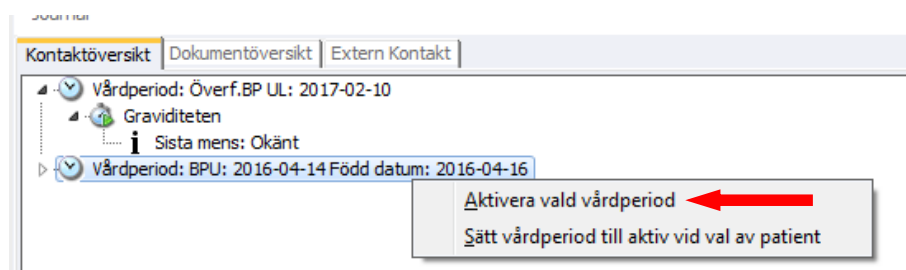 Kontaktöversikt Dokumentöversikt Extern Kontakt
Vårdperiod: Överf.BP UL: 2017-02-10
Graviditeten
Sista mens: Okänt
Vårdperiod: BPU: 2016-04-14 Född datum: 2016-04-16
Aktivera vald vårdperiod
Sätt vårdperiod till aktiv vid val av patient